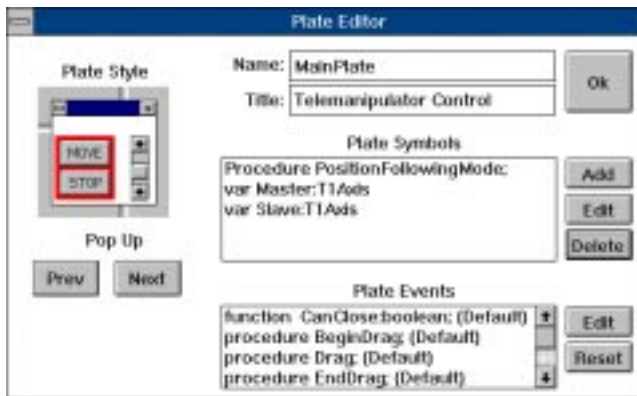 Plate Editor
Plate Style
MOVE
STOP
Pop Up
Prev
Next
Name: MainPlate
Title: Telemanipulator Control
Ok
Plate Symbols
Procedure PositionFollowingMode;
var Master:T1Axis
var Slave:T1Axis
Add
Edit
Delete
Plate Events
function CanClose:boolean; (Default)
procedure BeginDrag; (Default)
procedure Drag; (Default)
procedure EndDrag; (Default)
Edit
Reset